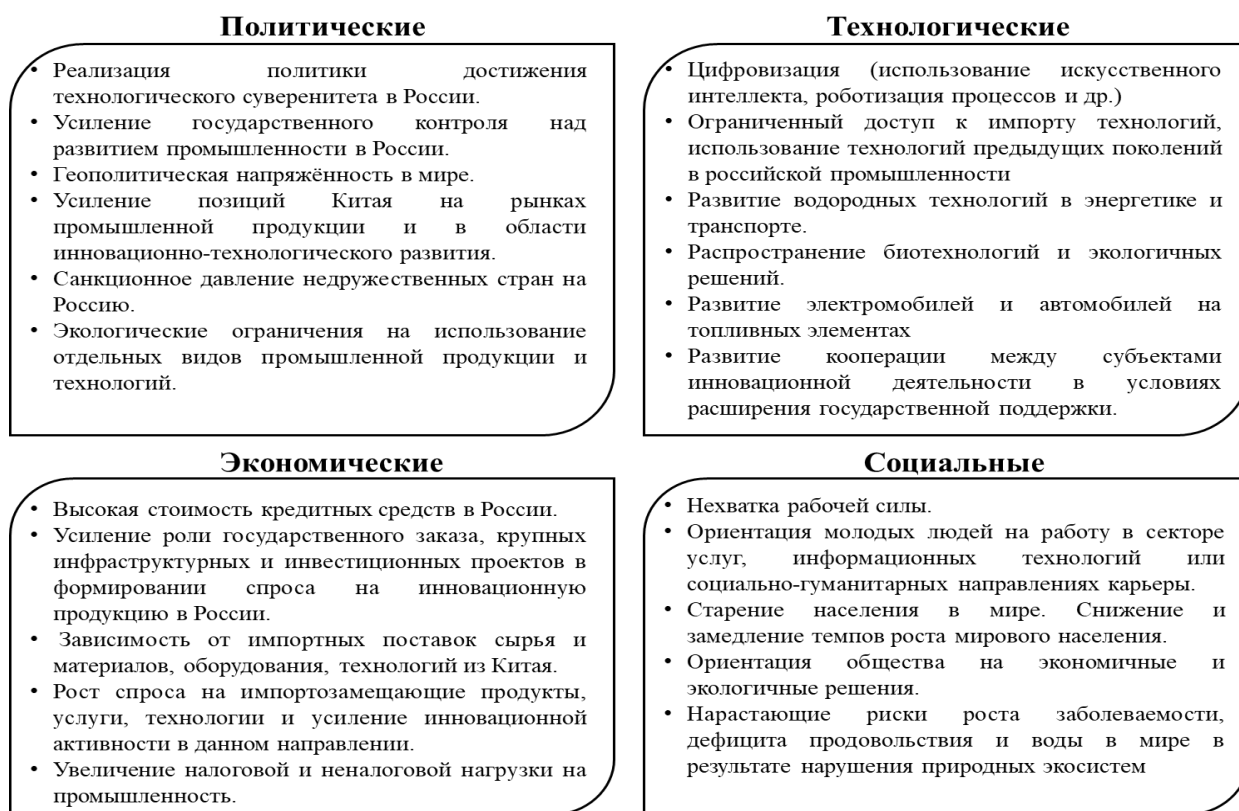 Политические
• Реализация политики достижения
технологического суверенитета в России.
• Усиление государственного контроля над
развитием промышленности в России.
• Геополитическая напряжённость в мире.
• Усиление позиций Китая на рынках
промышленной продукции и в области
инновационно-технологического развития.
• Санкционное давление недружественных стран на
Россию.
• Экологические ограничения на использование
отдельных видов промышленной продукции и
технологий.
Технологические
• Цифровизация (использование искусственного
интеллекта, роботизация процессов и др.)
• Ограниченный доступ к импорту технологий,
использование технологий предыдущих поколений
в российской промышленности
• Развитие водородных технологий в энергетике и
транспорте.
• Распространение биотехнологий и экологичных
решений.
• Развитие электромобилей и автомобилей на
топливных элементах
• Развитие кооперации между субъектами
инновационной деятельности в условиях
расширения государственной поддержки.
Экономические
• Высокая стоимость кредитных средств в России.
• Усиление роли государственного заказа, крупных
инфраструктурных и инвестиционных проектов в
формировании спроса на инновационную
продукцию в России.
• Зависимость от импортных поставок сырья и
материалов, оборудования, технологий из Китая.
• Рост спроса на импортозамещающие продукты,
услуги, технологии и усиление инновационной
активности в данном направлении.
• Увеличение налоговой и неналоговой нагрузки на
промышленность.
Социальные
• Нехватка рабочей силы.
• Ориентация молодых людей на работу в секторе
услуг, информационных технологий или
социально-гуманитарных направлениях карьеры.
• Старение населения в мире. Снижение и
замедление темпов роста мирового населения.
• Ориентация общества на экономичные и
экологичные решения.
• Нарастающие риски роста заболеваемости,
дефицита продовольствия и воды в мире в
результате нарушения природных экосистем